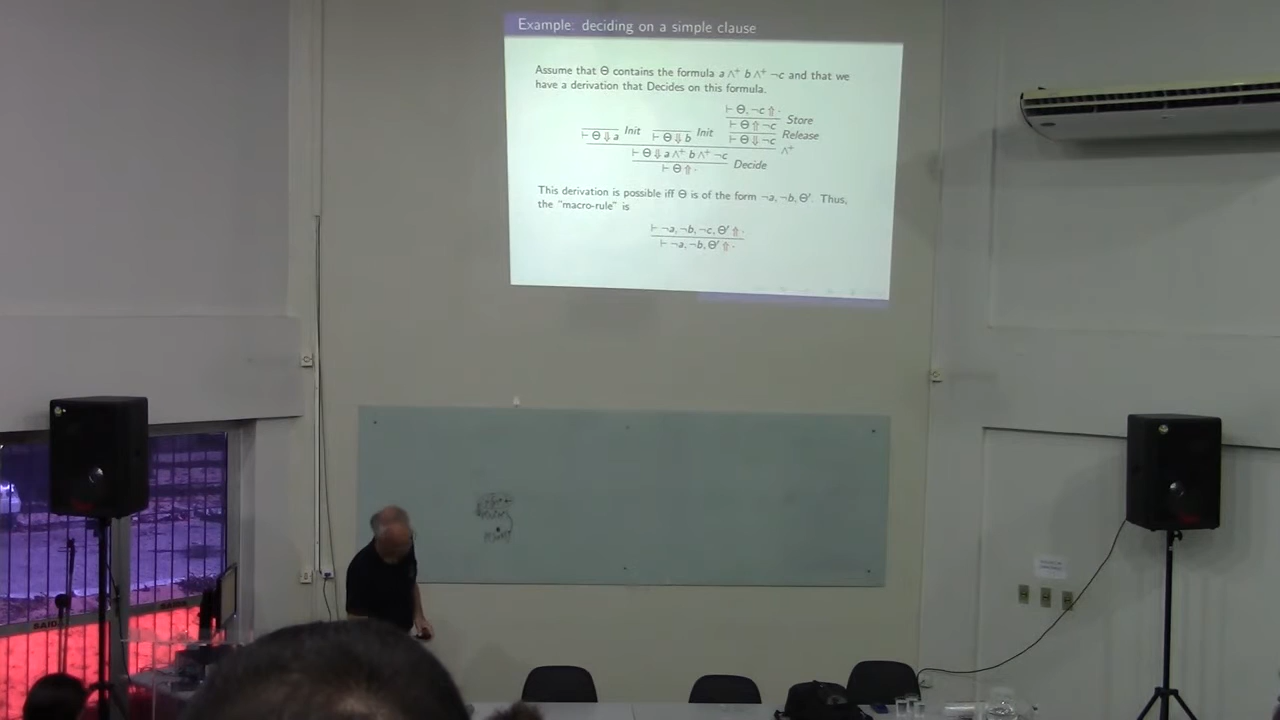 Example: deciding on a simple clause
Assume that Θ contains the formula a ∧⁺ b ∧⁺ ¬c and that we
have a derivation that Decides on this formula.
⊢ Θ, ¬c ⇑ ·
⊢ Θ ⇑ ¬c Store
⊢ Θ ⇓ a Init ⊢ Θ ⇓ b Init ⊢ Θ ⇓ ¬c Release
⊢ Θ ⇓ a ∧⁺ b ∧⁺ ¬c ∧⁺
⊢ Θ ⇑ · Decide
This derivation is possible iff Θ is of the form ¬a, ¬b, Θ′. Thus,
the "macro-rule" is
⊢ ¬a, ¬b, ¬c, Θ′ ⇑ ·
⊢ ¬a, ¬b, Θ′ ⇑ ·